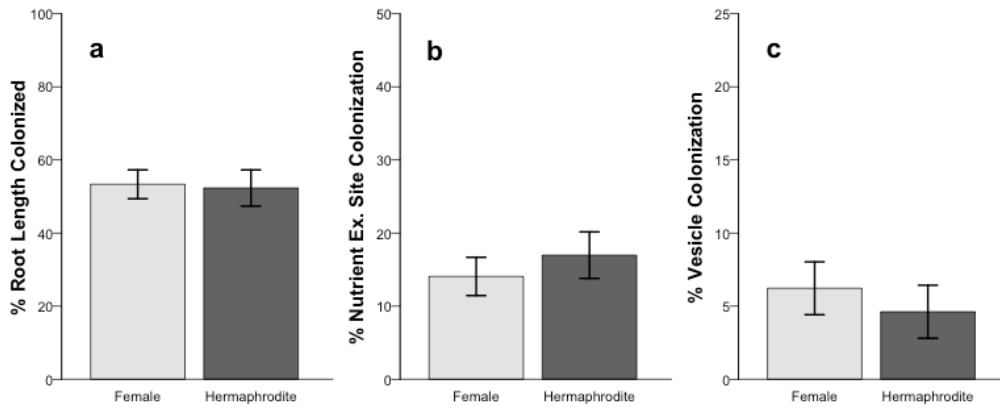 a
% Root Length Colonized
100
80
60
40
20
0
Female Hermaphrodite
b
% Nutrient Ex. Site Colonization
50
40
30
20
10
0
Female Hermaphrodite
c
% Vesicle Colonization
25
20
15
10
5
0
Female Hermaphrodite